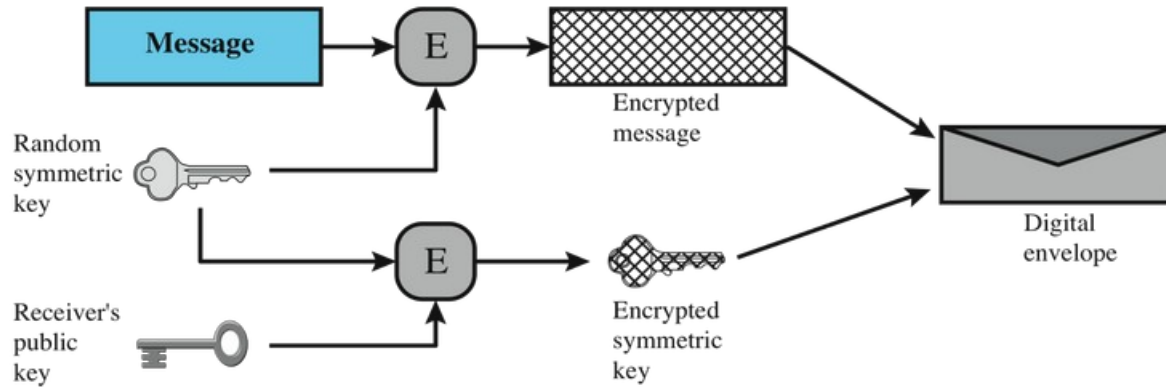 Message
E
Encrypted
message
Random
symmetric
key
Digital
envelope
E
Encrypted
symmetric
key
Receiver's
public
key